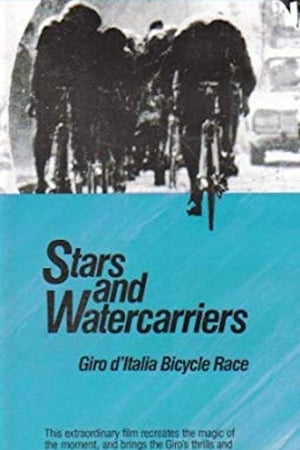 Stars
and
Watercarriers
Giro d'Italia Bicycle Race
This extraordinary film recreates the magic of
the moment, and brings the Giro's thrills and